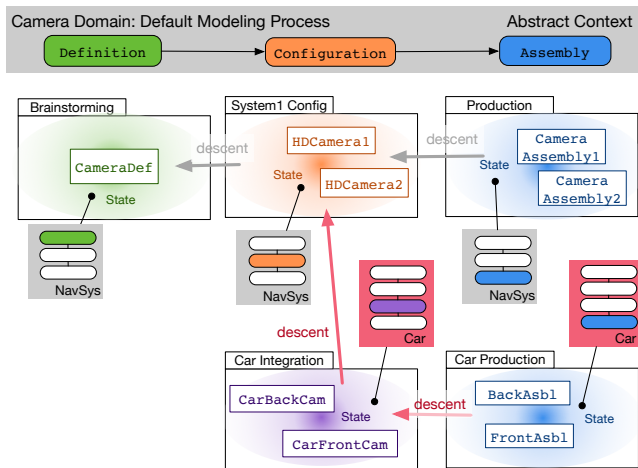 Camera Domain: Default Modeling Process
Abstract Context
Definition
Configuration
Assembly
Brainstorming
System1 Config
Production
CameraDef
State
descent
HDCamera1
HDCamera2
State
descent
Camera
Assembly1
Camera
Assembly2
State
NavSys
NavSys
NavSys
Car
Car
descent
Car Integration
Car Production
CarBackCam
State
CarFrontCam
descent
BackAsbl
State
FrontAsbl